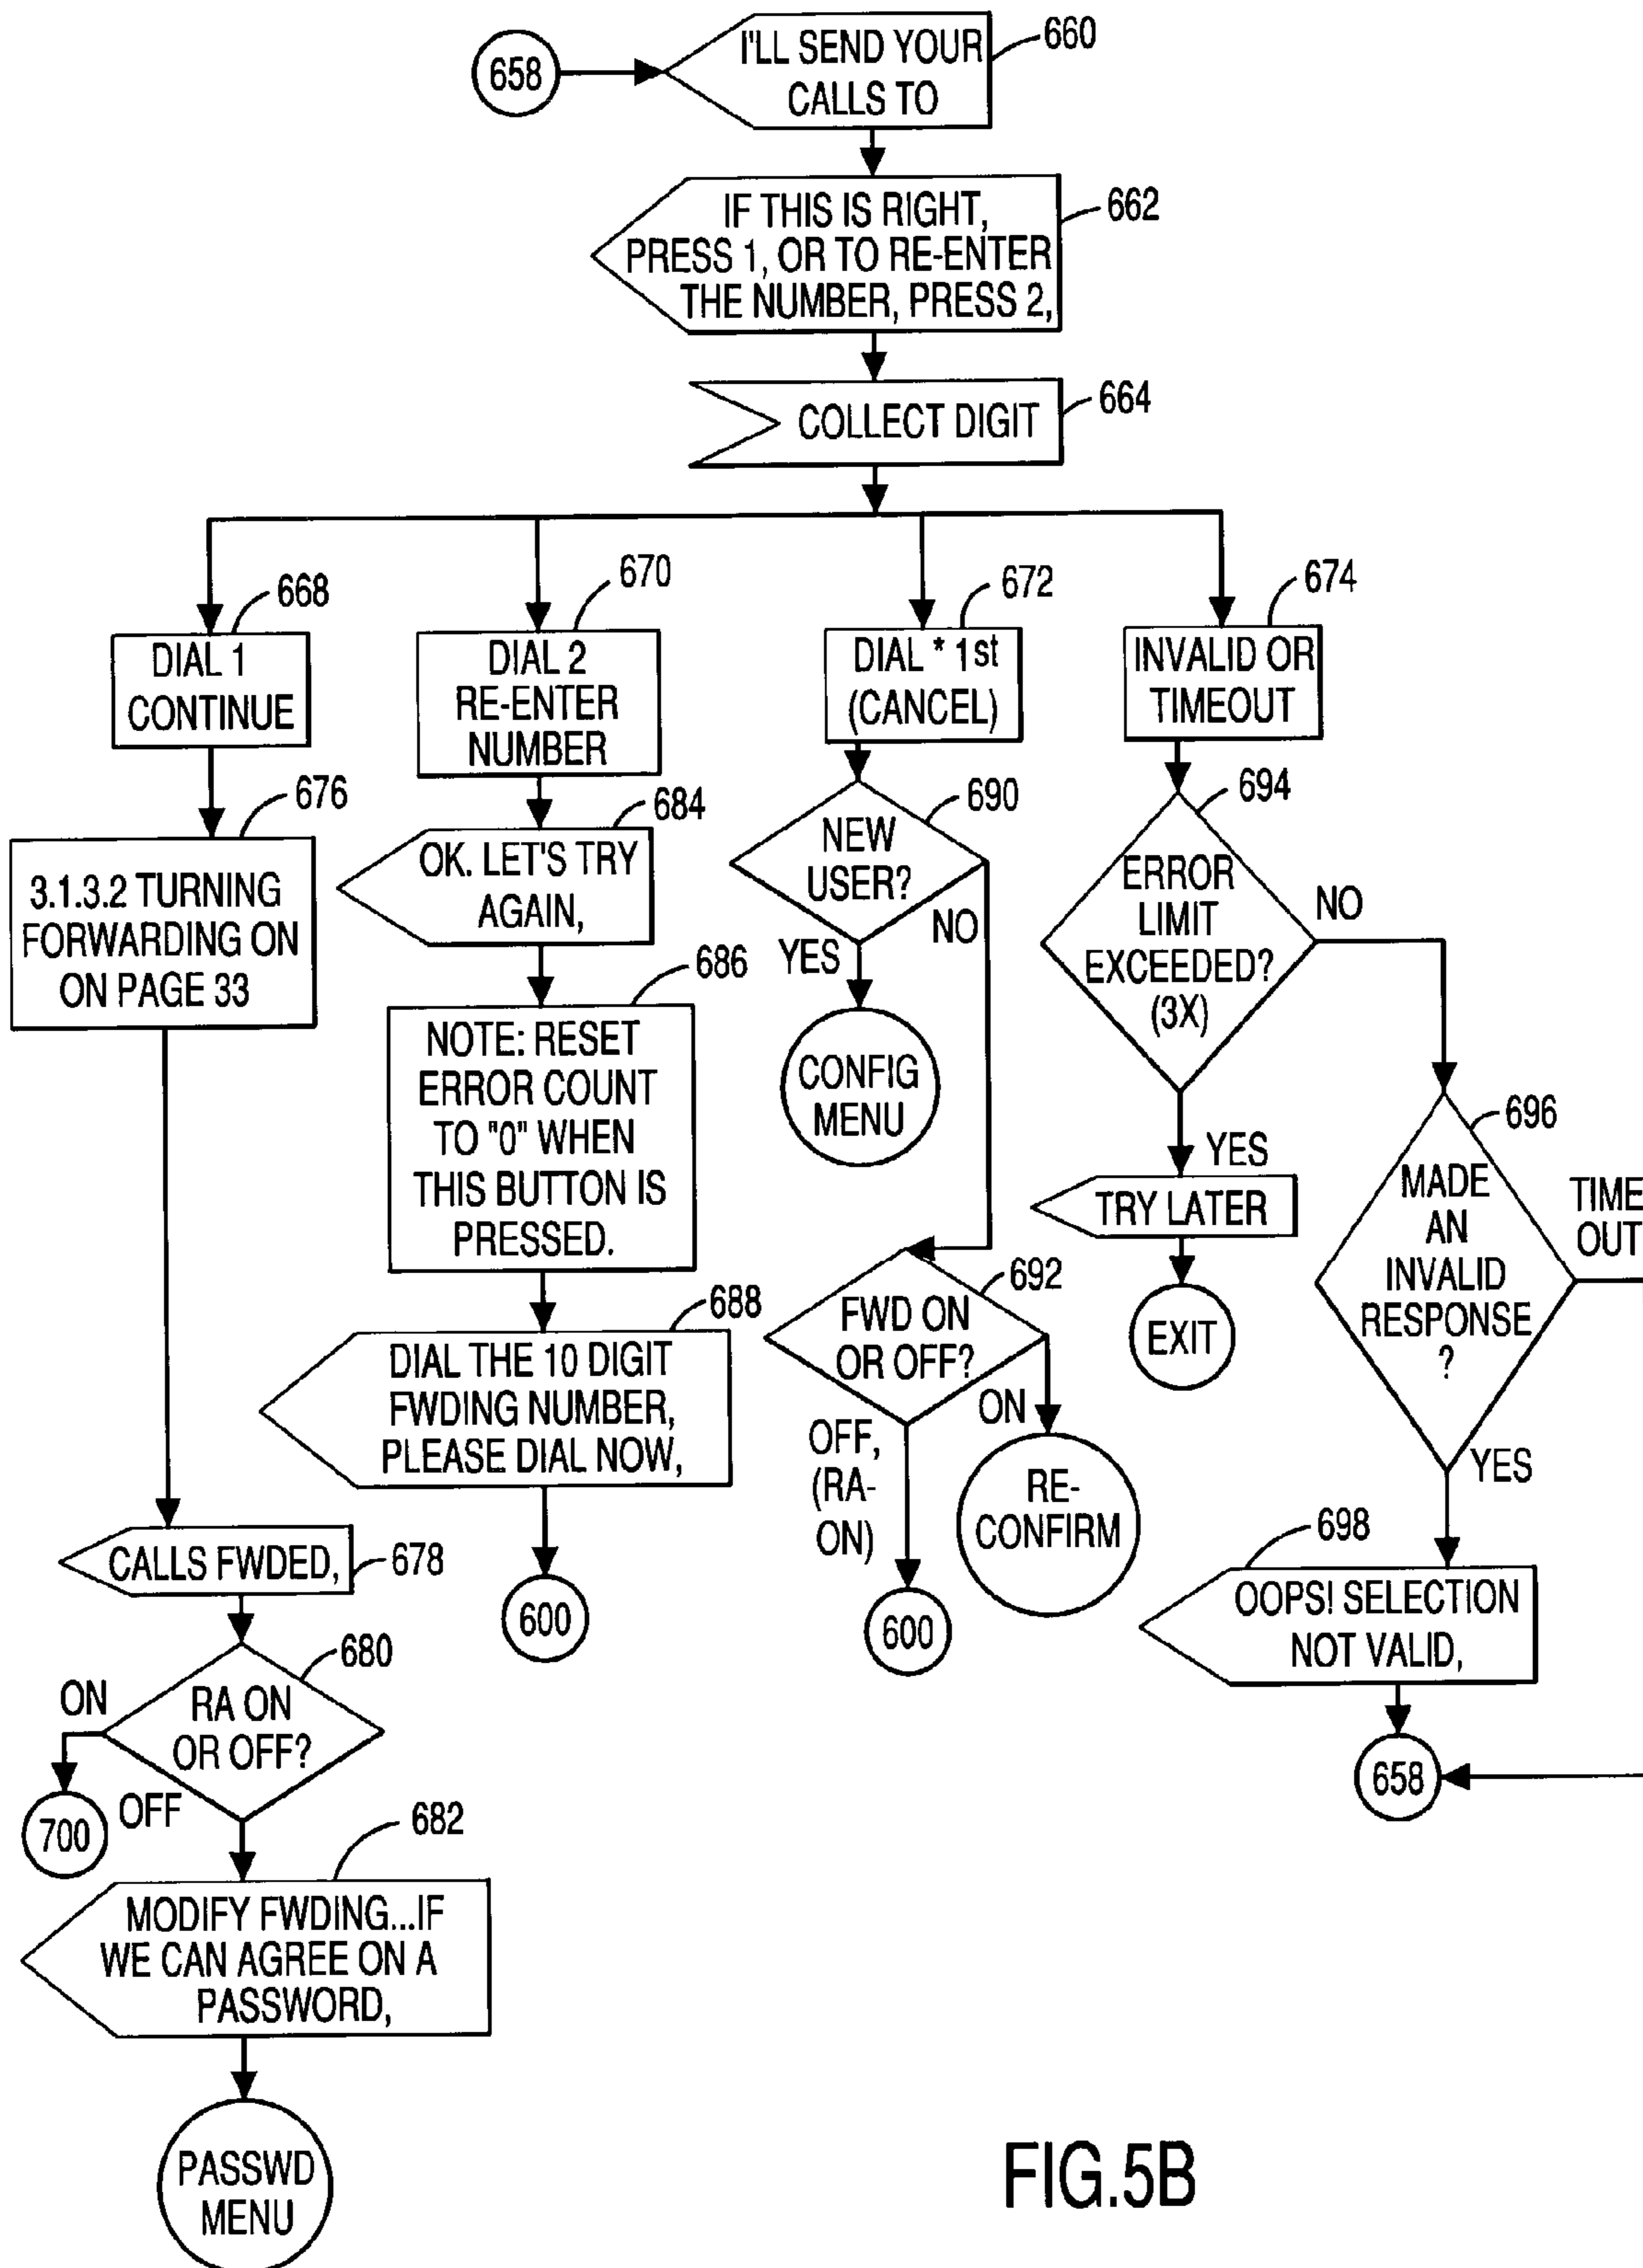 658
I'LL SEND YOUR
CALLS TO
660
IF THIS IS RIGHT,
PRESS 1, OR TO RE-ENTER
THE NUMBER, PRESS 2,
662
COLLECT DIGIT
664
668
DIAL 1
CONTINUE
670
DIAL 2
RE-ENTER
NUMBER
672
DIAL * 1st
(CANCEL)
674
INVALID OR
TIMEOUT
676
3.1.3.2 TURNING
FORWARDING ON
ON PAGE 33
684
OK. LET'S TRY
AGAIN,
686
NOTE: RESET
ERROR COUNT
TO "0" WHEN
THIS BUTTON IS
PRESSED.
688
DIAL THE 10 DIGIT
FWDING NUMBER,
PLEASE DIAL NOW,
600
690
NEW
USER?
NO
YES
CONFIG
MENU
692
FWD ON
OR OFF?
ON
OFF,
(RA-
ON)
RE-
CONFIRM
600
694
ERROR
LIMIT
EXCEEDED?
(3X)
NO
YES
TRY LATER
EXIT
696
MADE
AN
INVALID
RESPONSE
?
TIME
OUT
YES
698
OOPS! SELECTION
NOT VALID,
658
CALLS FWDED,
678
680
RA ON
OR OFF?
ON
OFF
700
682
MODIFY FWDING...IF
WE CAN AGREE ON A
PASSWORD,
PASSWD
MENU
FIG.5B